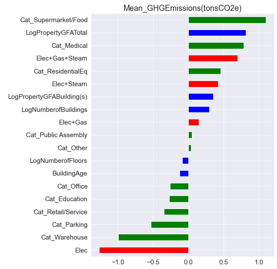 Mean_GHGEmissions(tonsCO2e)
Cat_Supermarket/Food
LogPropertyGFATotal
Cat_Medical
Elec+Gas+Steam
Cat_ResidentialEq
Elec+Steam
LogPropertyGFABuilding(s)
LogNumberofBuildings
Elec+Gas
Cat_Public Assembly
Cat_Other
LogNumberofFloors
BuildingAge
Cat_Office
Cat_Education
Cat_Retail/Service
Cat_Parking
Cat_Warehouse
Elec
−1.0 −0.5 0.0 0.5 1.0